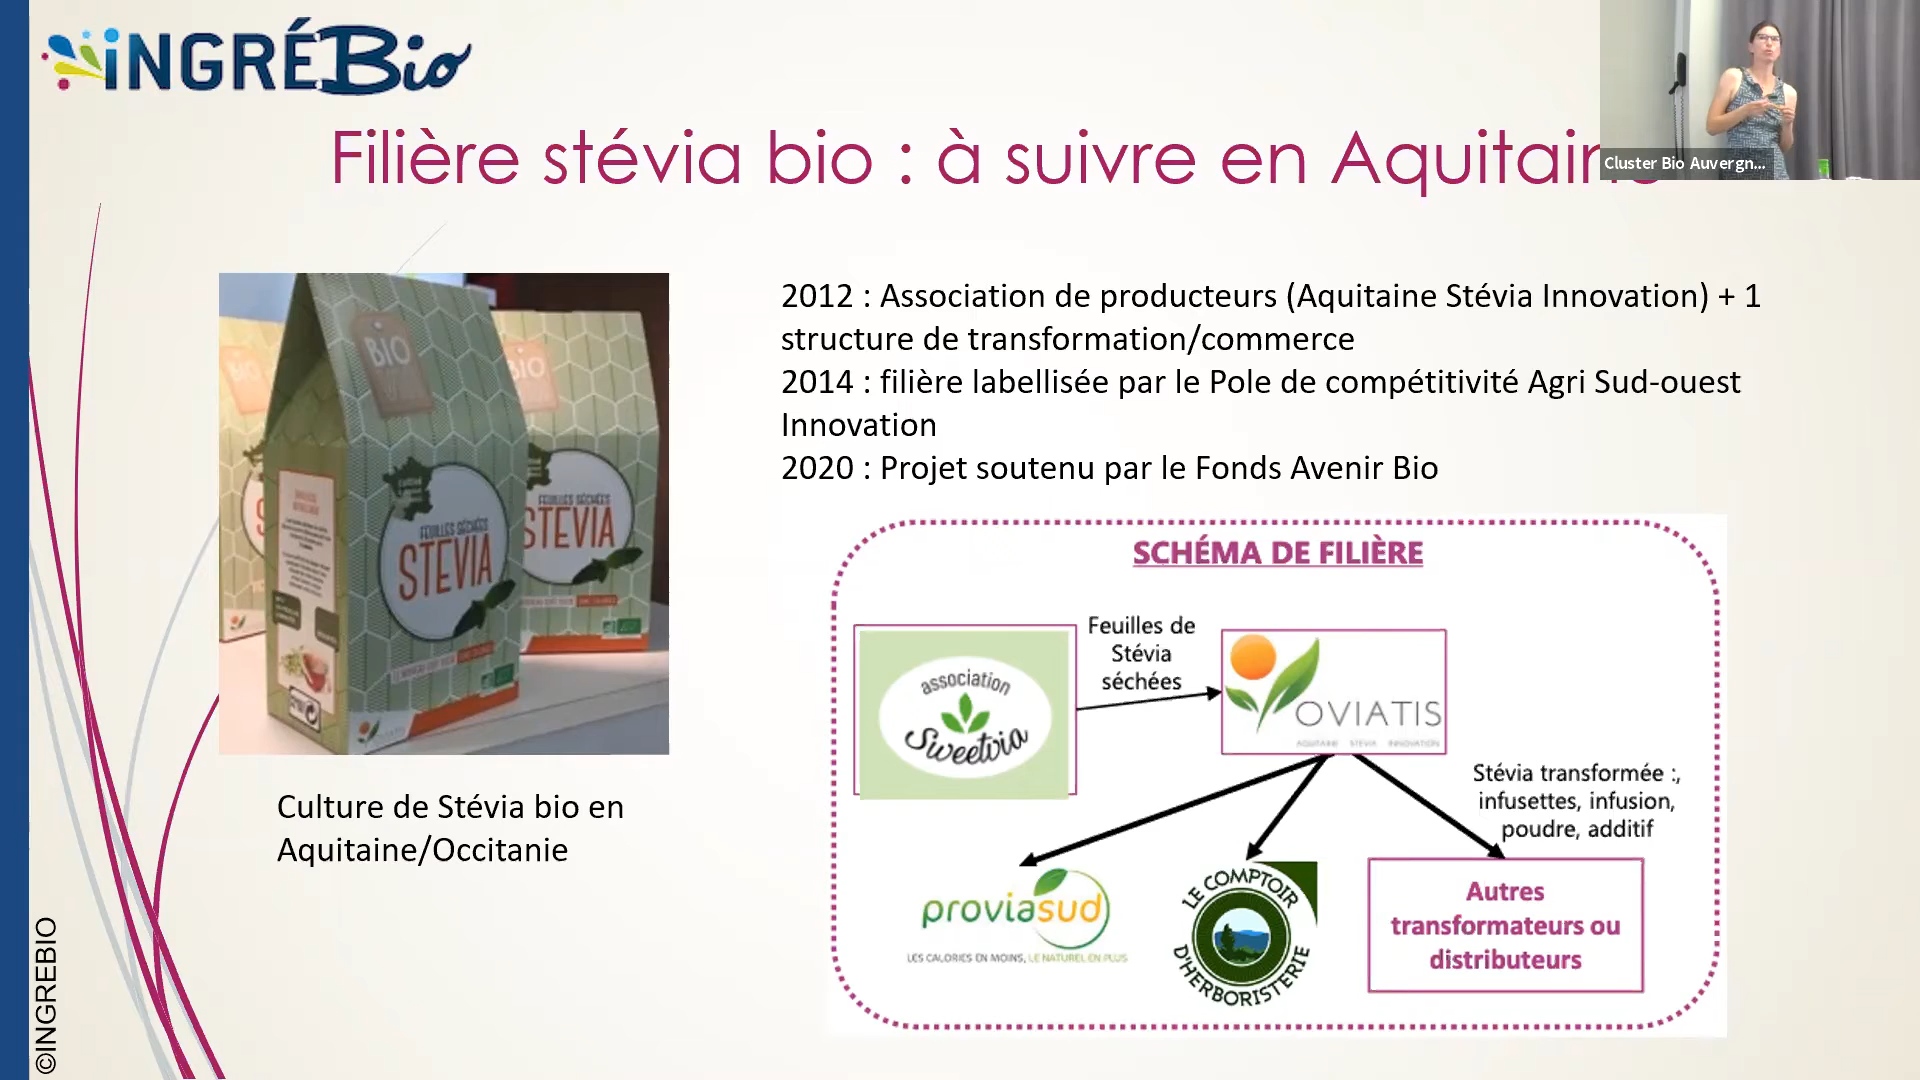 iNGRÉBio
Filière stévia bio : à suivre en Aquitaine
Cluster Bio Auvergn...
2012 : Association de producteurs (Aquitaine Stévia Innovation) + 1
structure de transformation/commerce
2014 : filière labellisée par le Pole de compétitivité Agri Sud-ouest
Innovation
2020 : Projet soutenu par le Fonds Avenir Bio
BIO
BIO
BIO
FEUILLES SÉCHÉES
STEVIA
FEUILLES SÉCHÉES
STEVIA
Culture de Stévia bio en
Aquitaine/Occitanie
SCHÉMA DE FILIÈRE
association
Sweetvia
Feuilles de
Stévia
séchées
OVIATIS
AQUITAINE STEVIA INNOVATION
Stévia transformée :,
infusettes, infusion,
poudre, additif
proviasud
LES CALORIES EN MOINS, LE NATUREL EN PLUS
LE COMPTOIR
D'HERBORISTERIE
Autres
transformateurs ou
distributeurs
©INGREBIO